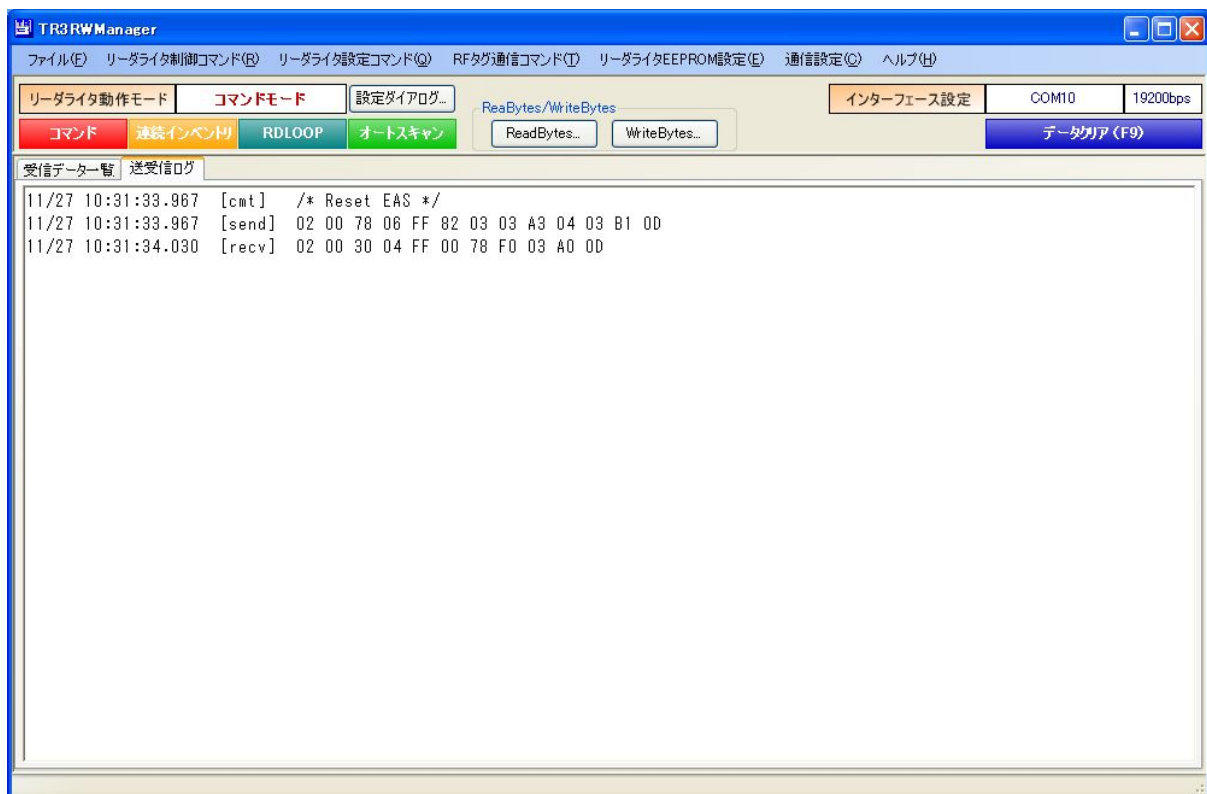 TR3RWManager
ファイル(F) リーダライタ制御コマンド(R) リーダライタ設定コマンド(Q) RFタグ通信コマンド(T) リーダライタEEPROM設定(E) 通信設定(C) ヘルプ(H)
リーダライタ動作モード コマンドモード 設定ダイアログ... ReaBytes/WriteBytes インターフェース設定 COM10 19200bps
コマンド 連続インベントリ RDLOOP オートスキャン ReadBytes... WriteBytes... データクリア (F9)
受信データ一覧 送受信ログ
11/27 10:31:33.967 [cmt] /* Reset EAS */
11/27 10:31:33.967 [send] 02 00 78 06 FF 82 03 03 A3 04 03 B1 0D
11/27 10:31:34.030 [recv] 02 00 30 04 FF 00 78 F0 03 A0 0D